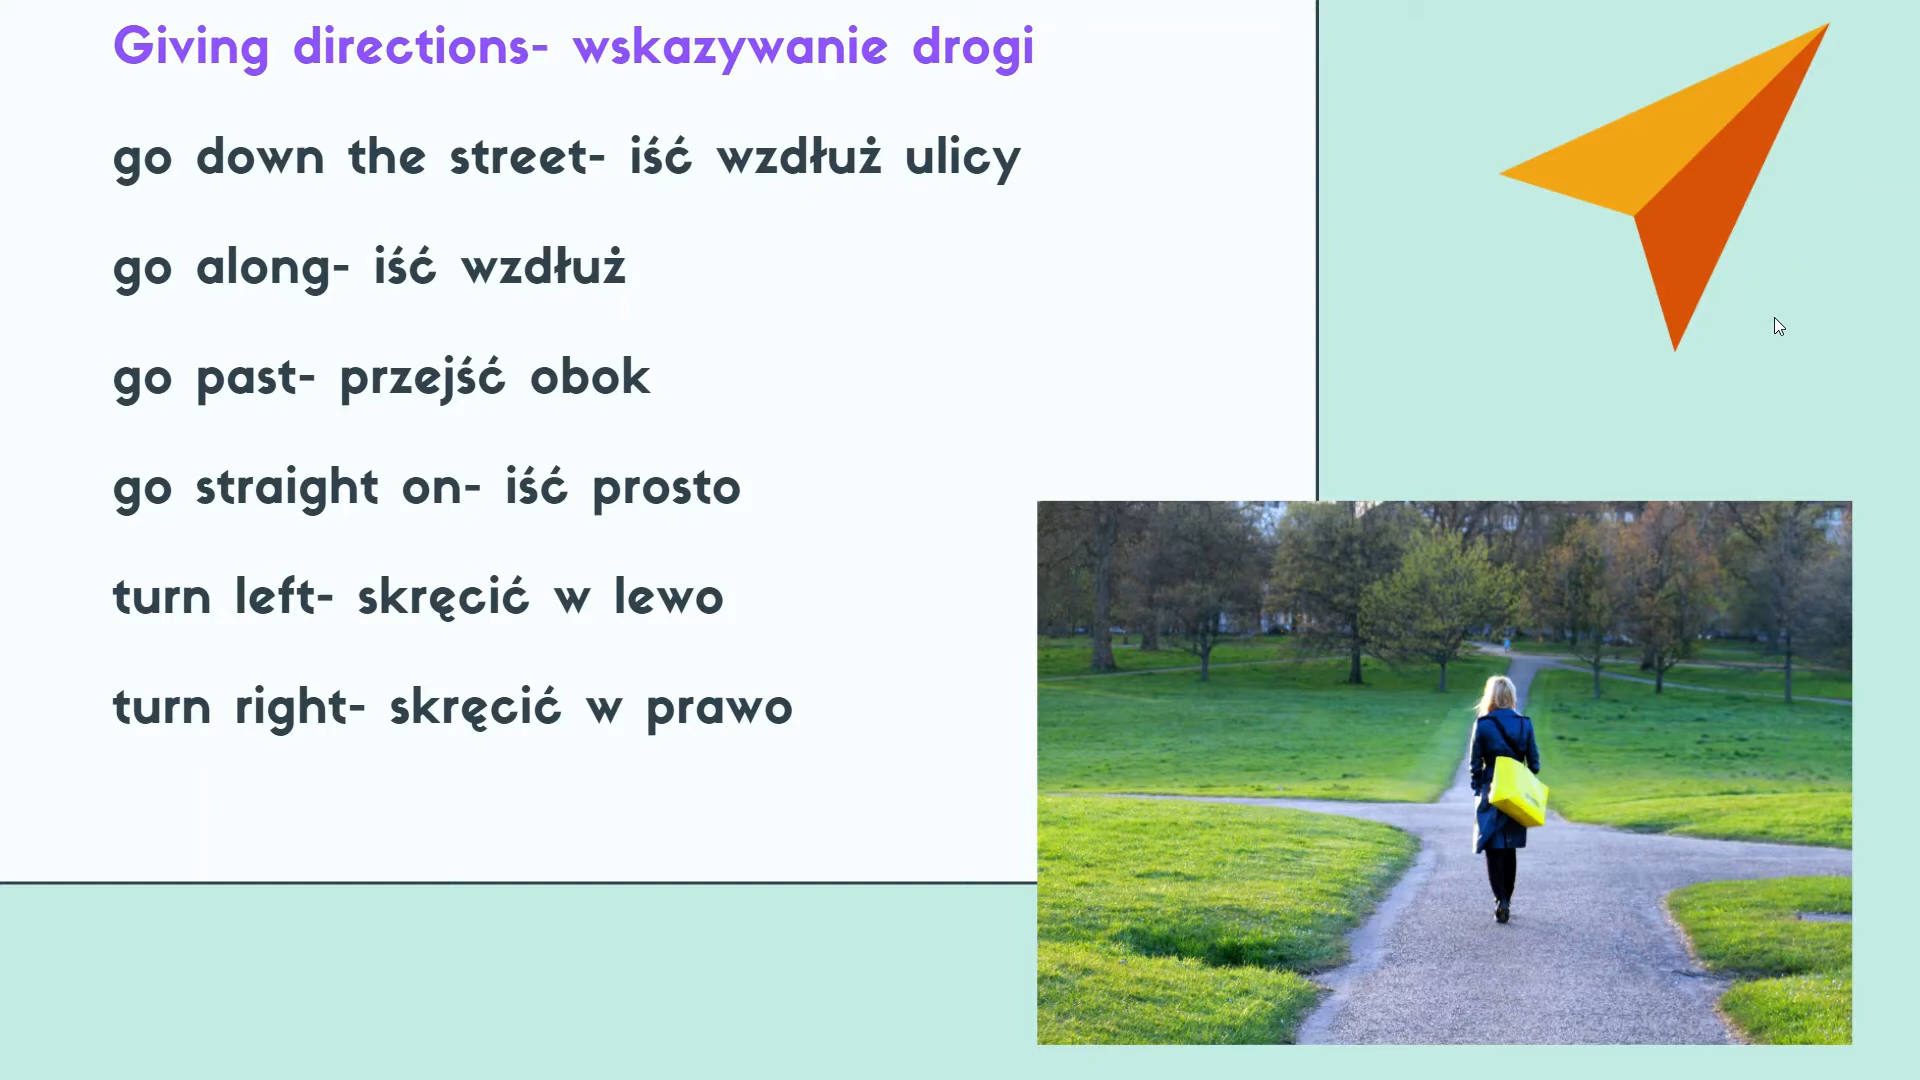 Giving directions- wskazywanie drogi
go down the street- iść wzdłuż ulicy
go along- iść wzdłuż
go past- przejść obok
go straight on- iść prosto
turn left- skręcić w lewo
turn right- skręcić w prawo